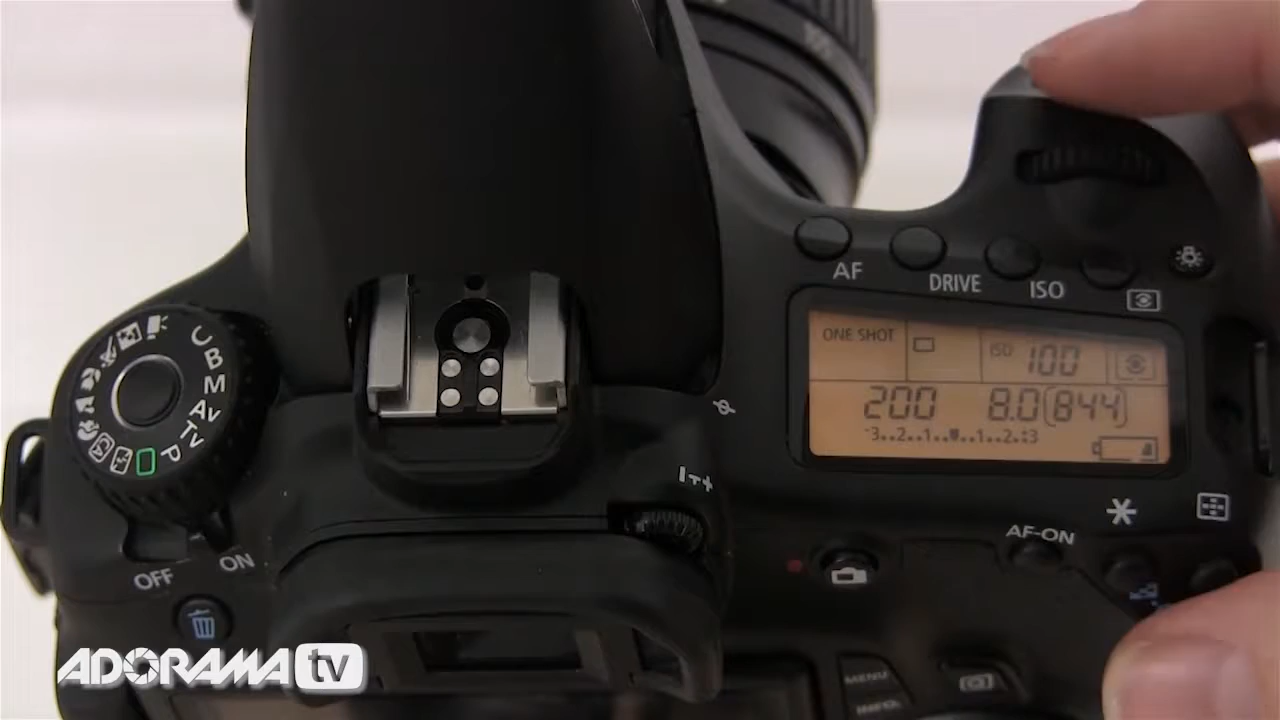 AF
DRIVE
ISO
ONE SHOT
ISO 100
200 8.0 (844)
-3..2..1..▼..1..2..:3
C
B
M
Av
Tv
P
CA
AF-ON
OFF
ON
MENU
INFO.
ADORAMA tv